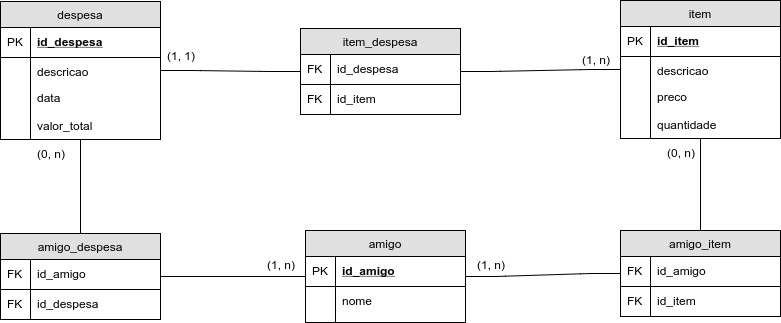 despesa
PK id_despesa
descricao
data
valor_total
(1, 1)
item_despesa
FK id_despesa
FK id_item
(1, n)
item
PK id_item
descricao
preco
quantidade
(0, n)
(0, n)
amigo_despesa
FK id_amigo
FK id_despesa
(1, n)
amigo
PK id_amigo
nome
(1, n)
amigo_item
FK id_amigo
FK id_item